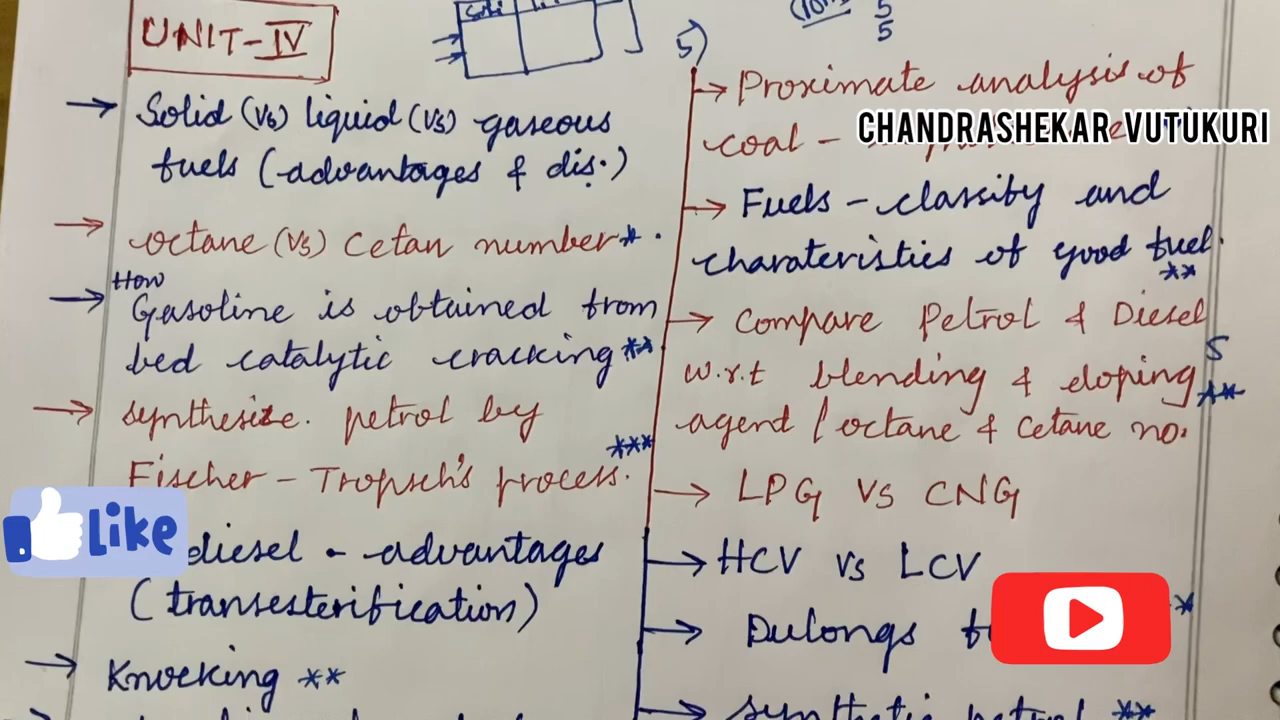 UNIT-IV
Solid (Vs) liquid (Vs) gaseous
fuels (advantages & dis.)
octane (Vs) Cetan number *.
How
Gasoline is obtained from
bed catalytic cracking **
synthesize. petrol by
Fischer - Tropsch's process. ***
diesel - advantages
(transesterification)
Knocking **
5)
5
5
Proximate analysis of
coal -
CHANDRASHEKAR VUTUKURI
Fuels - classify and
charateristics of good fuel.
**
Compare Petrol & Diesel
w.r.t blending & doping
agent / octane & Cetane no.
5
**
LPG VS CNG
HCV vs LCV
Dulongs
*
synthetic petrol **
Like